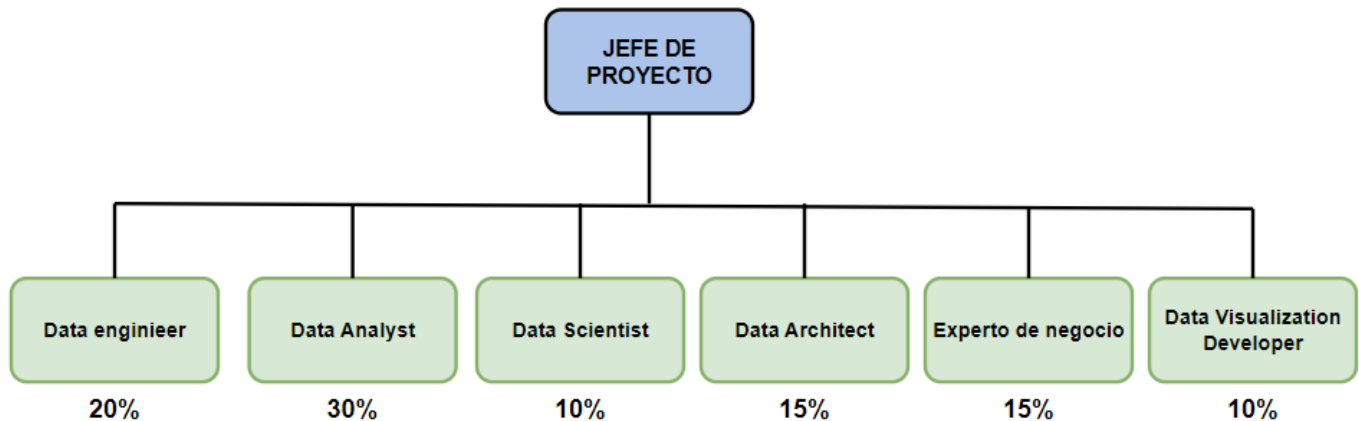 JEFE DE
PROYECTO
Data enginieer
Data Analyst
Data Scientist
Data Architect
Experto de negocio
Data Visualization
Developer
20%
30%
10%
15%
15%
10%